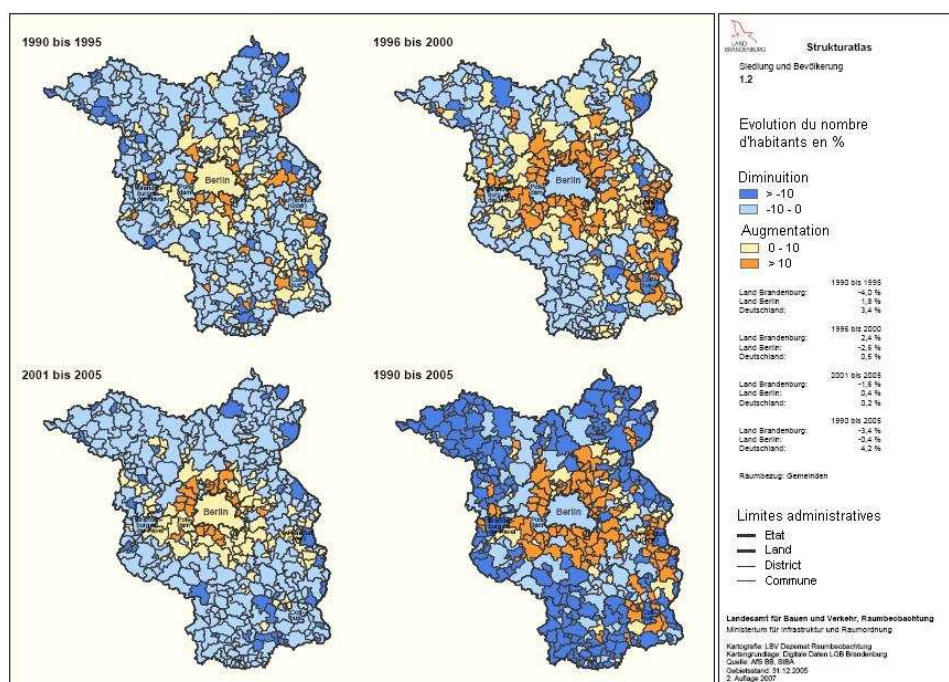 1990 bis 1995
1996 bis 2000
Berlin
Berlin
2001 bis 2005
1990 bis 2005
Berlin
Berlin
LAND
BRANDENBURG
Strukturatlas
Siedlung und Bevölkerung
1.2
Evolution du nombre
d'habitants en %
Diminuition
> -10
-10 - 0
Augmentation
0 - 10
> 10
1990 bis 1995
Land Brandenburg: -4,0 %
Land Berlin 1,8 %
Deutschland: 3,4 %
1996 bis 2000
Land Brandenburg: 2,4 %
Land Berlin: -2,6 %
Deutschland: 0,5 %
2001 bis 2005
Land Brandenburg: -1,6 %
Land Berlin: 0,4 %
Deutschland: 0,2 %
1990 bis 2005
Land Brandenburg: -3,4 %
Land Berlin: -0,4 %
Deutschland: 4,2 %
Raumbezug: Gemeinden
Limites administratives
Etat
Land
District
Commune
Landesamt für Bauen und Verkehr, Raumbeobachtung
Ministerium für Infrastruktur und Raumordnung
Kartografie: LBV Dezernat Raumbeobachtung
Kartengrundlage: Digitale Daten LGB Brandenburg
Quelle: AfS BB, SIBA
Gebietsstand: 31.12.2005
2. Auflage 2007